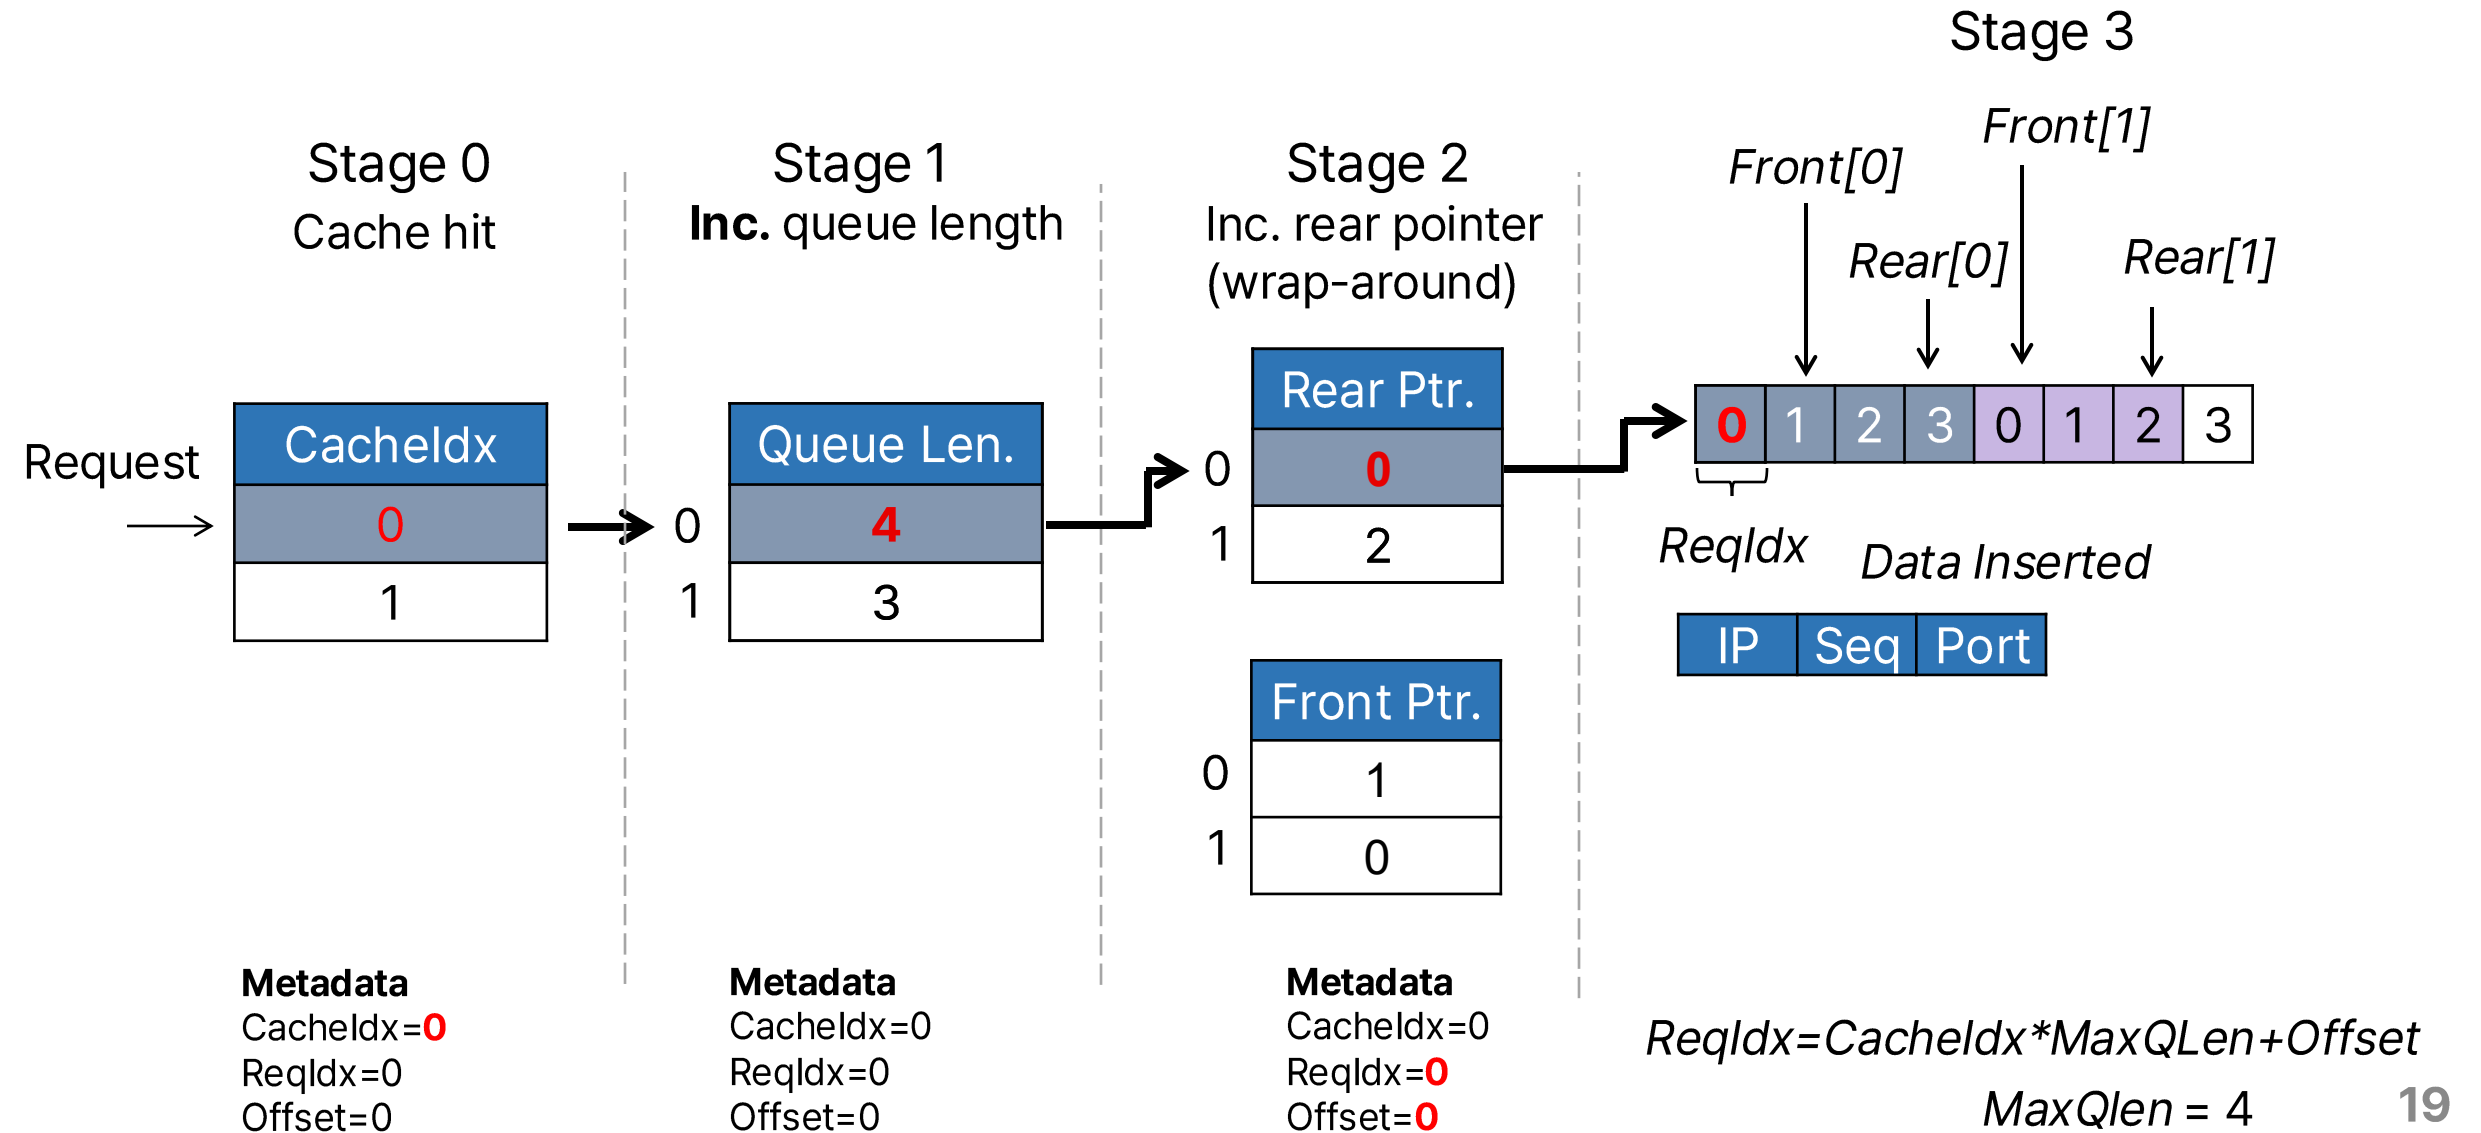 Stage 0
Cache hit
Request
CacheIdx
0
1
Metadata
CacheIdx=0
ReqIdx=0
Offset=0
Stage 1
Inc. queue length
Queue Len.
0 4
1 3
Metadata
CacheIdx=0
ReqIdx=0
Offset=0
Stage 2
Inc. rear pointer
(wrap-around)
Rear Ptr.
0 0
1 2
Front Ptr.
0 1
1 0
Metadata
CacheIdx=0
ReqIdx=0
Offset=0
Stage 3
Front[1]
Front[0]
Rear[0] Rear[1]
0 1 2 3 0 1 2 3
ReqIdx
Data Inserted
IP Seq Port
ReqIdx=CacheIdx*MaxQLen+Offset
MaxQlen = 4
19